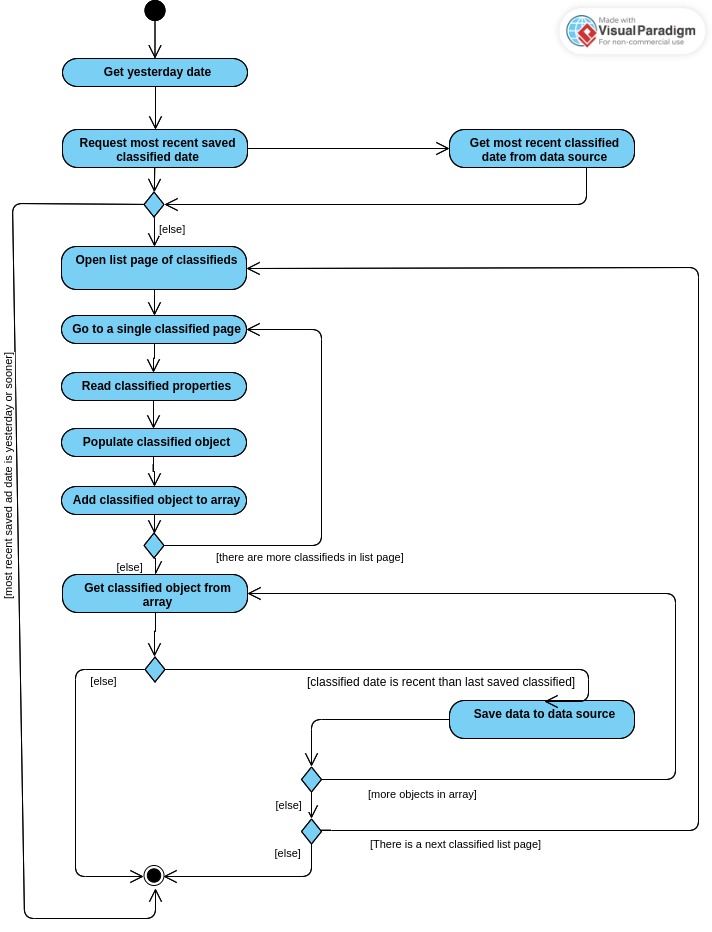 Made with
VisualParadigm
For non-commercial use
Get yesterday date
Request most recent saved
classified date
Get most recent classified
date from data source
[else]
Open list page of classifieds
Go to a single classified page
[most recent saved ad date is yesterday or sooner]
Read classified properties
Populate classified object
Add classified object to array
[there are more classifieds in list page]
[else]
Get classified object from
array
[else]
[classified date is recent than last saved classified]
Save data to data source
[more objects in array]
[else]
[There is a next classified list page]
[else]